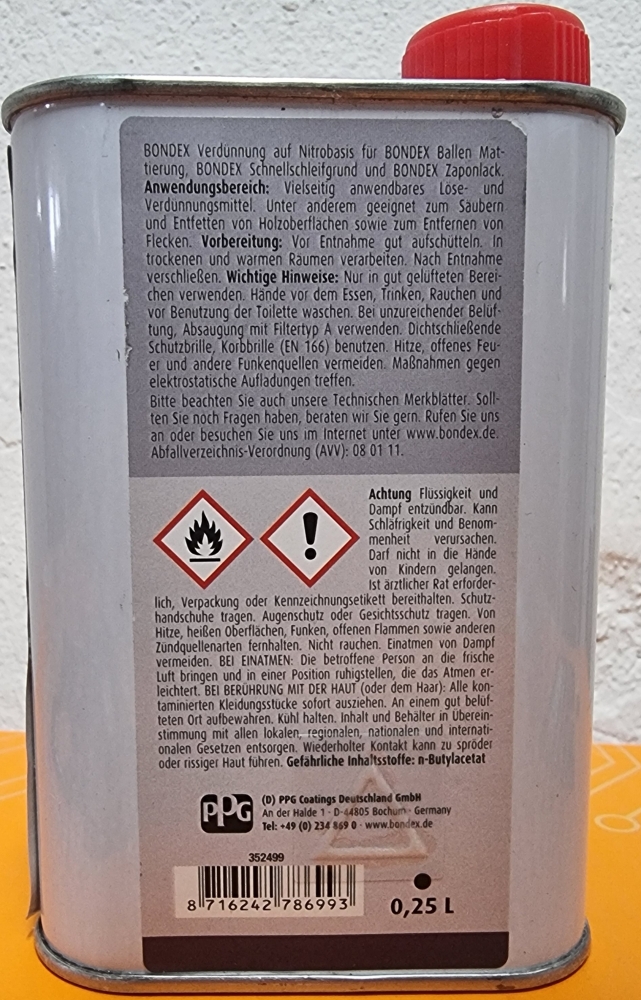 BONDEX Verdünnung auf Nitrobasis für BONDEX Ballen Mat-
tierung, BONDEX Schnellschleifgrund und BONDEX Zaponlack.
Anwendungsbereich: Vielseitig anwendbares Löse- und
Verdünnungsmittel. Unter anderem geeignet zum Säubern
und Entfetten von Holzoberflächen sowie zum Entfernen von
Flecken. Vorbereitung: Vor Entnahme gut aufschütteln. In
trockenen und warmen Räumen verarbeiten. Nach Entnahme
verschließen. Wichtige Hinweise: Nur in gut gelüfteten Berei-
chen verwenden. Hände vor dem Essen, Trinken, Rauchen und
vor Benutzung der Toilette waschen. Bei unzureichender Belüf-
tung, Absaugung mit Filtertyp A verwenden. Dichtschließende
Schutzbrille, Korbbrille (EN 166) benutzen. Hitze, offenes Feu-
er und andere Funkenquellen vermeiden. Maßnahmen gegen
elektrostatische Aufladungen treffen.
Bitte beachten Sie auch unsere Technischen Merkblätter. Soll-
ten Sie noch Fragen haben, beraten wir Sie gern. Rufen Sie uns
an oder besuchen Sie uns im Internet unter www.bondex.de.
Abfallverzeichnis-Verordnung (AVV): 08 01 11.
Achtung Flüssigkeit und
Dampf entzündbar. Kann
Schläfrigkeit und Benom-
menheit verursachen.
Darf nicht in die Hände
von Kindern gelangen.
Ist ärztlicher Rat erforder-
lich, Verpackung oder Kennzeichnungsetikett bereithalten. Schutz-
handschuhe tragen. Augenschutz oder Gesichtsschutz tragen. Von
Hitze, heißen Oberflächen, Funken, offenen Flammen sowie anderen
Zündquellenarten fernhalten. Nicht rauchen. Einatmen von Dampf
vermeiden. BEI EINATMEN: Die betroffene Person an die frische
Luft bringen und in einer Position ruhigstellen, die das Atmen er-
leichtert. BEI BERÜHRUNG MIT DER HAUT (oder dem Haar): Alle kon-
taminierten Kleidungsstücke sofort ausziehen. An einem gut belüf-
teten Ort aufbewahren. Kühl halten. Inhalt und Behälter in Überein-
stimmung mit allen lokalen, regionalen, nationalen und internati-
onalen Gesetzen entsorgen. Wiederholter Kontakt kann zu spröder
oder rissiger Haut führen. Gefährliche Inhaltsstoffe: n-Butylacetat
PPG
(D) PPG Coatings Deutschland GmbH
An der Halde 1 · D-44805 Bochum · Germany
Tel: +49 (0) 234 869 0 · www.bondex.de
352499
8 716242 786993
0,25 L